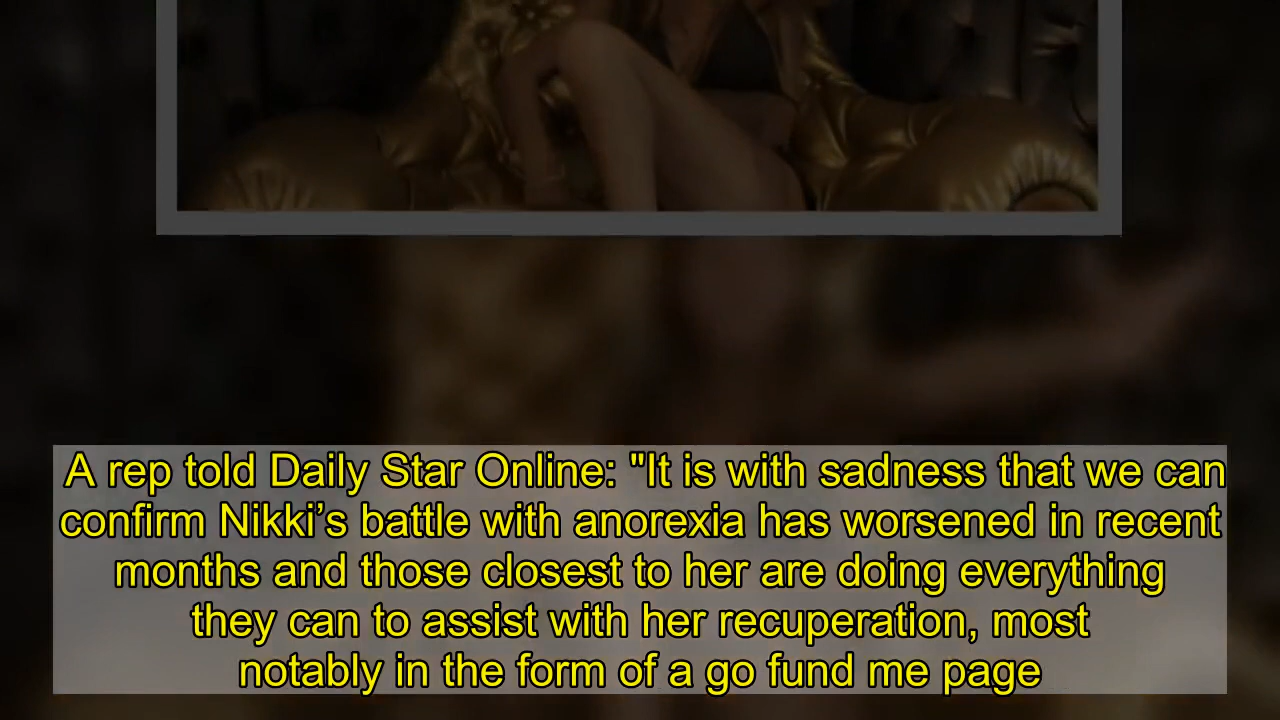 A rep told Daily Star Online: "It is with sadness that we can
confirm Nikki’s battle with anorexia has worsened in recent
months and those closest to her are doing everything
they can to assist with her recuperation, most
notably in the form of a go fund me page